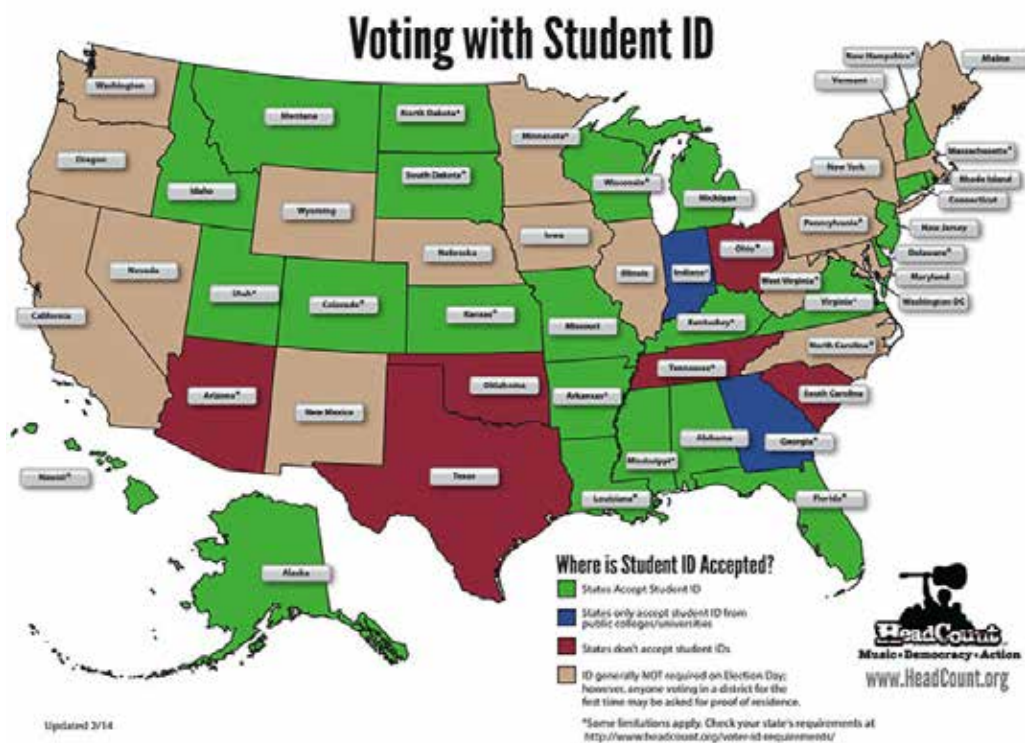 Voting with Student ID
New Hampshire*
Maine
Vermont
Washington
Montana
North Dakota*
Minnesota*
Massachusetts*
Oregon
Idaho
South Dakota*
Wisconsin*
Michigan
New York
Rhode Island
Connecticut
Wyoming
Pennsylvania*
New Jersey
Iowa
Ohio*
Delaware*
Nevada
Nebraska
Illinois
Indiana*
West Virginia*
Maryland
Utah*
Colorado*
Kansas*
Missouri
Virginia*
Washington DC
California
Kentuckey*
North Carolina*
Tennessee*
Arizona*
New Mexico
Oklahoma
Arkansas*
South Carolina
Alabama
Georgia*
Mississippi*
Texas
Hawaii*
Louisiana*
Florida*
Alaska
Where is Student ID Accepted?
States Accept Student ID
States only accept student ID from
public colleges/universities
States don't accept student IDs
ID generally NOT required on Election Day;
however, anyone voting in a district for the
first time may be asked for proof of residence.
*Some limitations apply. Check your state's requirements at
http://www.headcount.org/voter-id-requirements/
HeadCount
Music•Democracy•Action
www.HeadCount.org
Updated 3/14